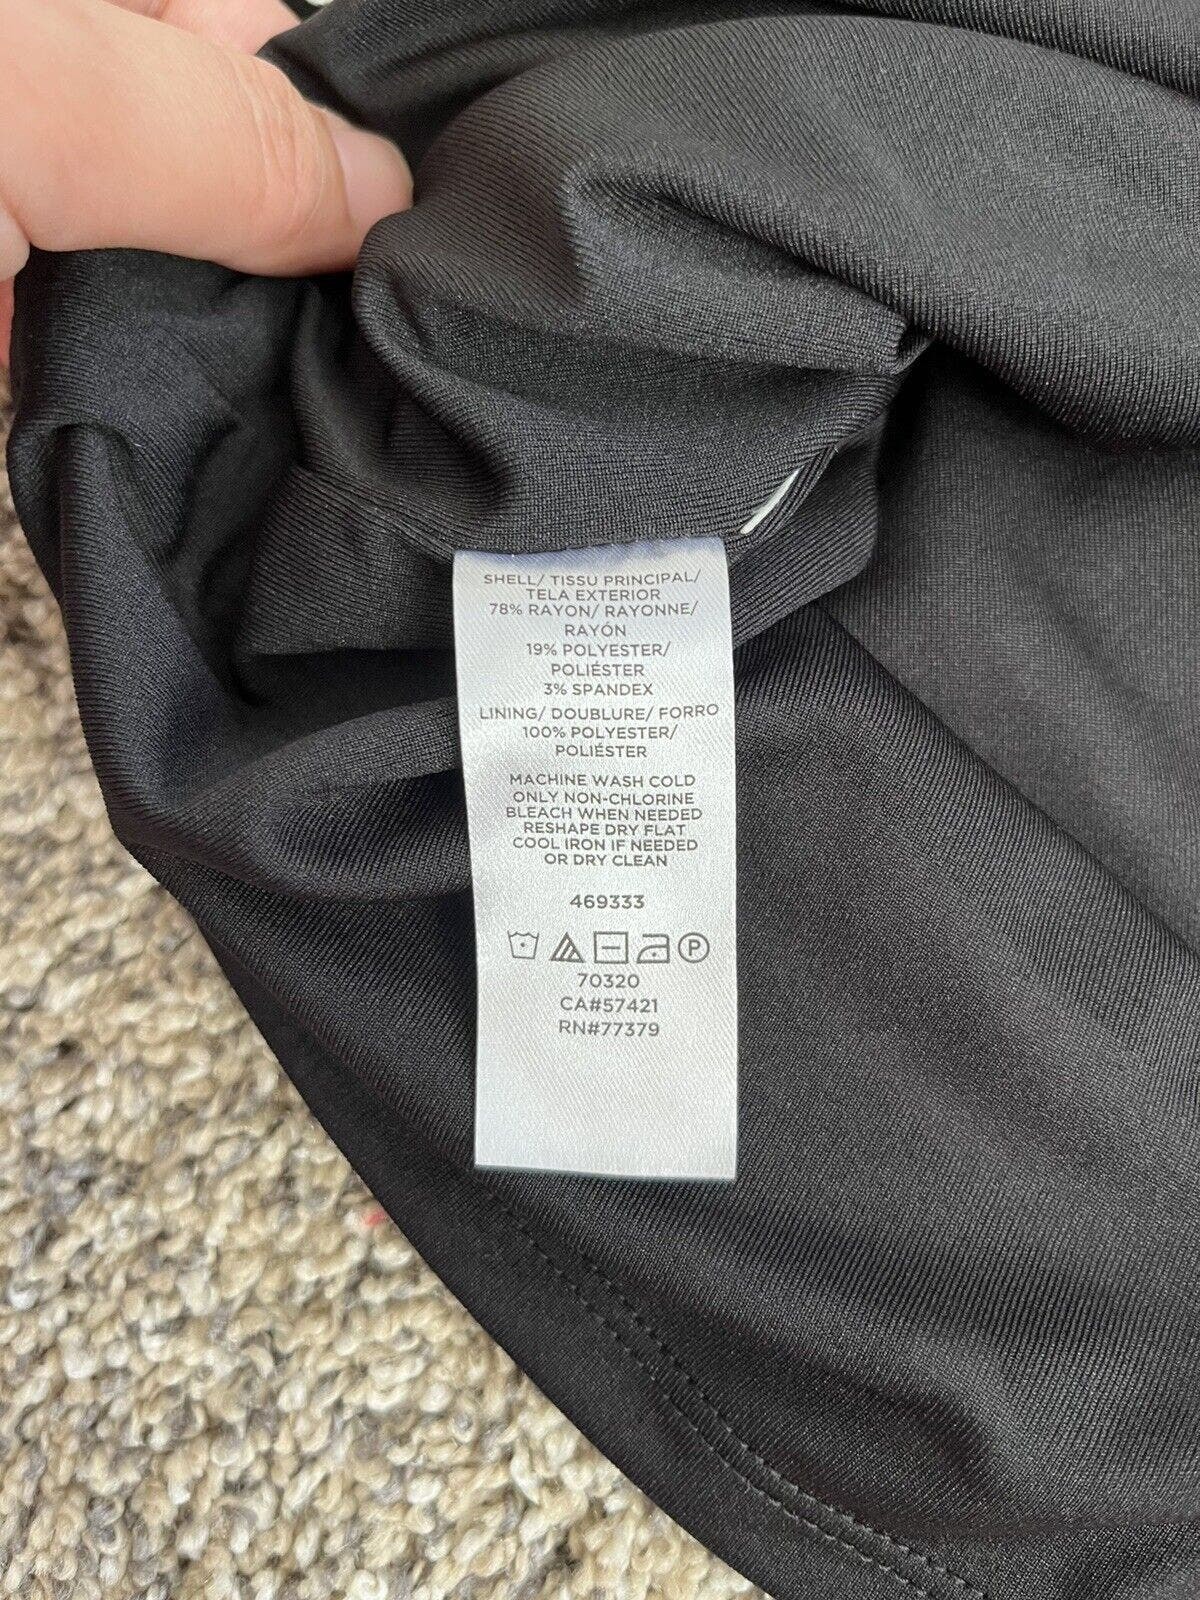 SHELL/ TISSU PRINCIPAL/
TELA EXTERIOR
78% RAYON/ RAYONNE/
RAYÓN
19% POLYESTER/
POLIÉSTER
3% SPANDEX
LINING/ DOUBLURE/ FORRO
100% POLYESTER/
POLIÉSTER
MACHINE WASH COLD
ONLY NON-CHLORINE
BLEACH WHEN NEEDED
RESHAPE DRY FLAT
COOL IRON IF NEEDED
OR DRY CLEAN
469333
P
70320
CA#57421
RN#77379